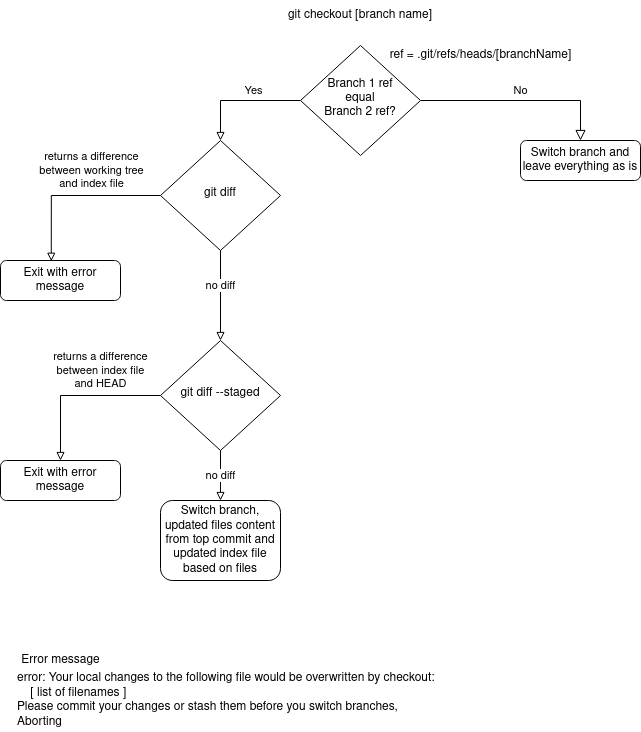 git checkout [branch name]
ref = .git/refs/heads/[branchName]
Branch 1 ref
equal
Branch 2 ref?
Yes
No
Switch branch and
leave everything as is
returns a difference
between working tree
and index file
git diff
Exit with error
message
no diff
returns a difference
between index file
and HEAD
git diff --staged
Exit with error
message
no diff
Switch branch,
updated files content
from top commit and
updated index file
based on files
Error message
error: Your local changes to the following file would be overwritten by checkout:
[ list of filenames ]
Please commit your changes or stash them before you switch branches,
Aborting